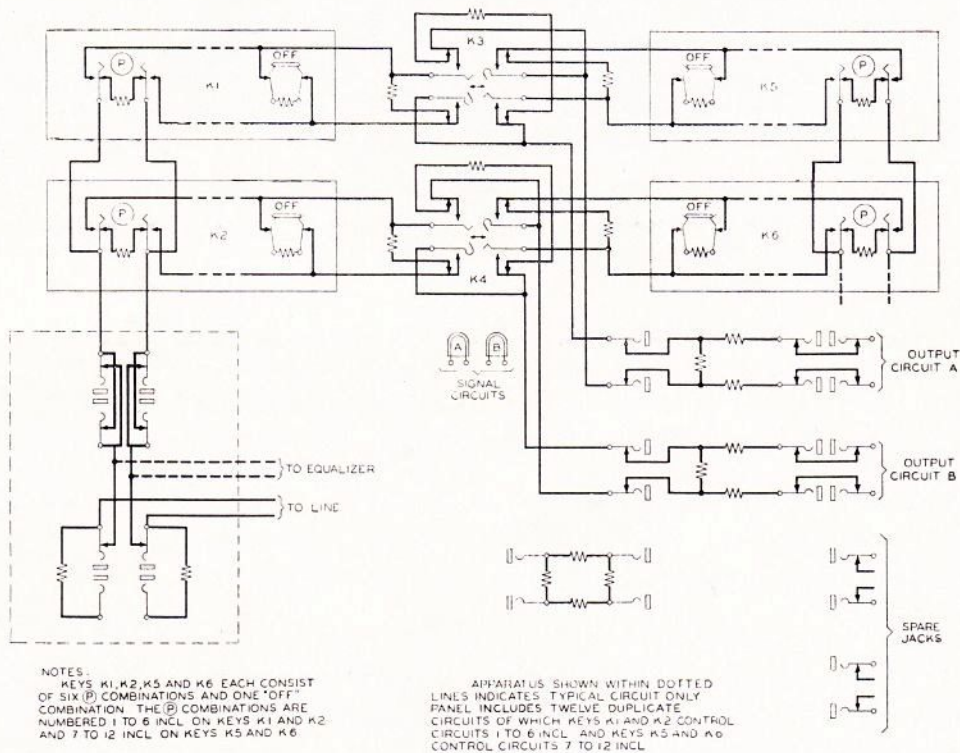 K3
OFF
P
K1
OFF
K5
P
P
K2
OFF
K4
OFF
K6
P
A
B
SIGNAL
CIRCUITS
OUTPUT
CIRCUIT A
OUTPUT
CIRCUIT B
TO EQUALIZER
TO LINE
SPARE
JACKS
NOTES:
KEYS K1,K2,K5 AND K6 EACH CONSIST
OF SIX P COMBINATIONS AND ONE "OFF"
COMBINATION THE P COMBINATIONS ARE
NUMBERED 1 TO 6 INCL ON KEYS K1 AND K2
AND 7 TO 12 INCL ON KEYS K5 AND K6
APPARATUS SHOWN WITHIN DOTTED
LINES INDICATES TYPICAL CIRCUIT ONLY
PANEL INCLUDES TWELVE DUPLICATE
CIRCUITS OF WHICH KEYS K1 AND K2 CONTROL
CIRCUITS 1 TO 6 INCL AND KEYS K5 AND K6
CONTROL CIRCUITS 7 TO 12 INCL